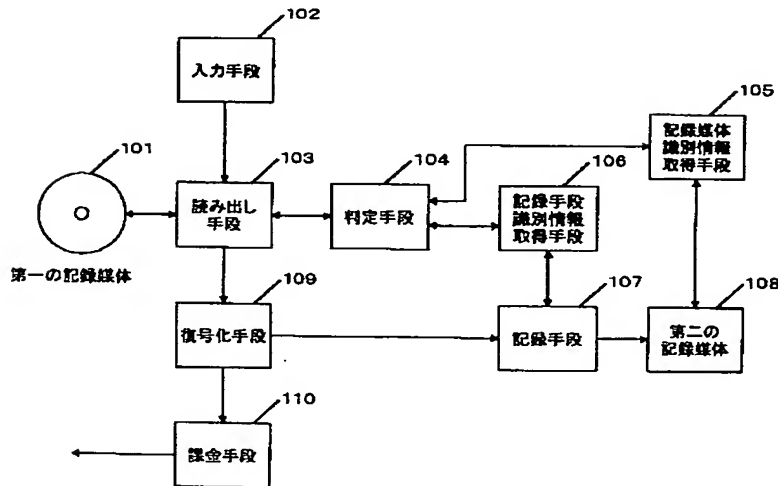 102
入力手段
105
記録媒体
識別情報
取得手段
101
103
読み出し
手段
104
判定手段
106
記録手段
識別情報
取得手段
第一の記録媒体
109
復号化手段
107
記録手段
108
第二の
記録媒体
110
課金手段